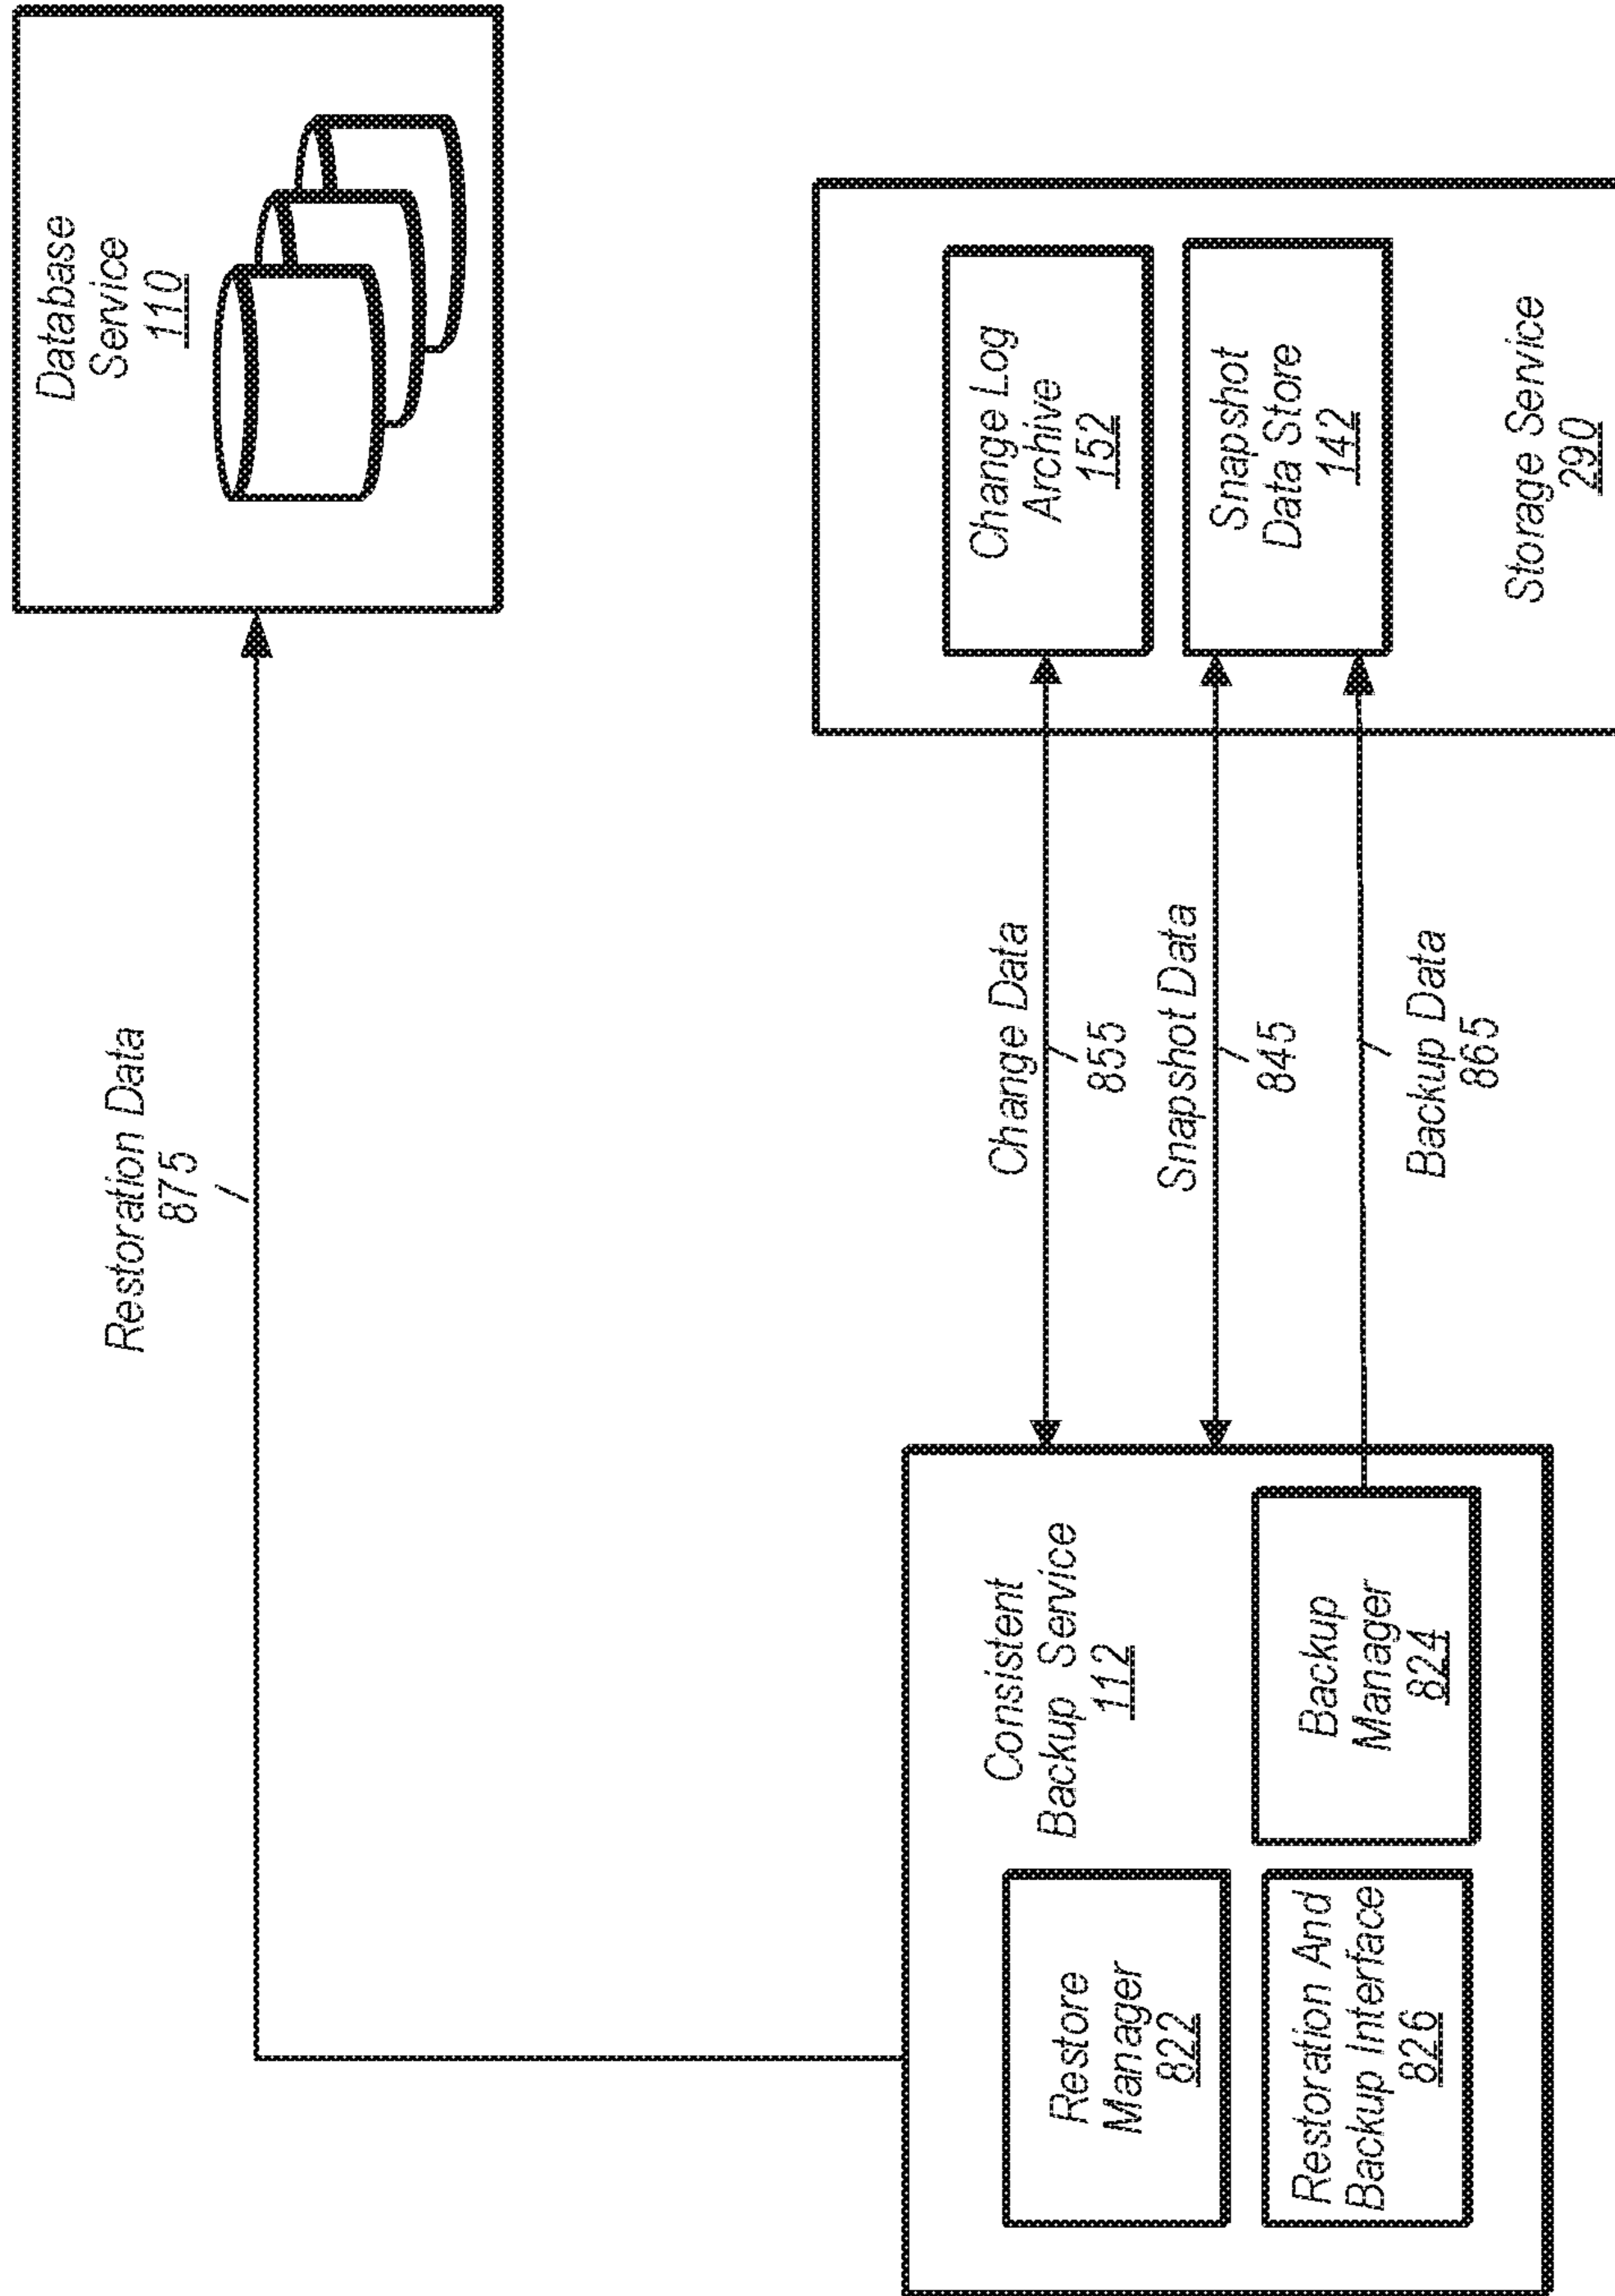 Database
Service
110
Restoration Data
875
Consistent
Backup Service
112
Restore
Manager
822
Restoration And
Backup Interface
826
Backup
Manager
824
Change Data
855
Snapshot Data
845
Backup Data
865
Change Log
Archive
152
Snapshot
Data Store
142
Storage Service
290